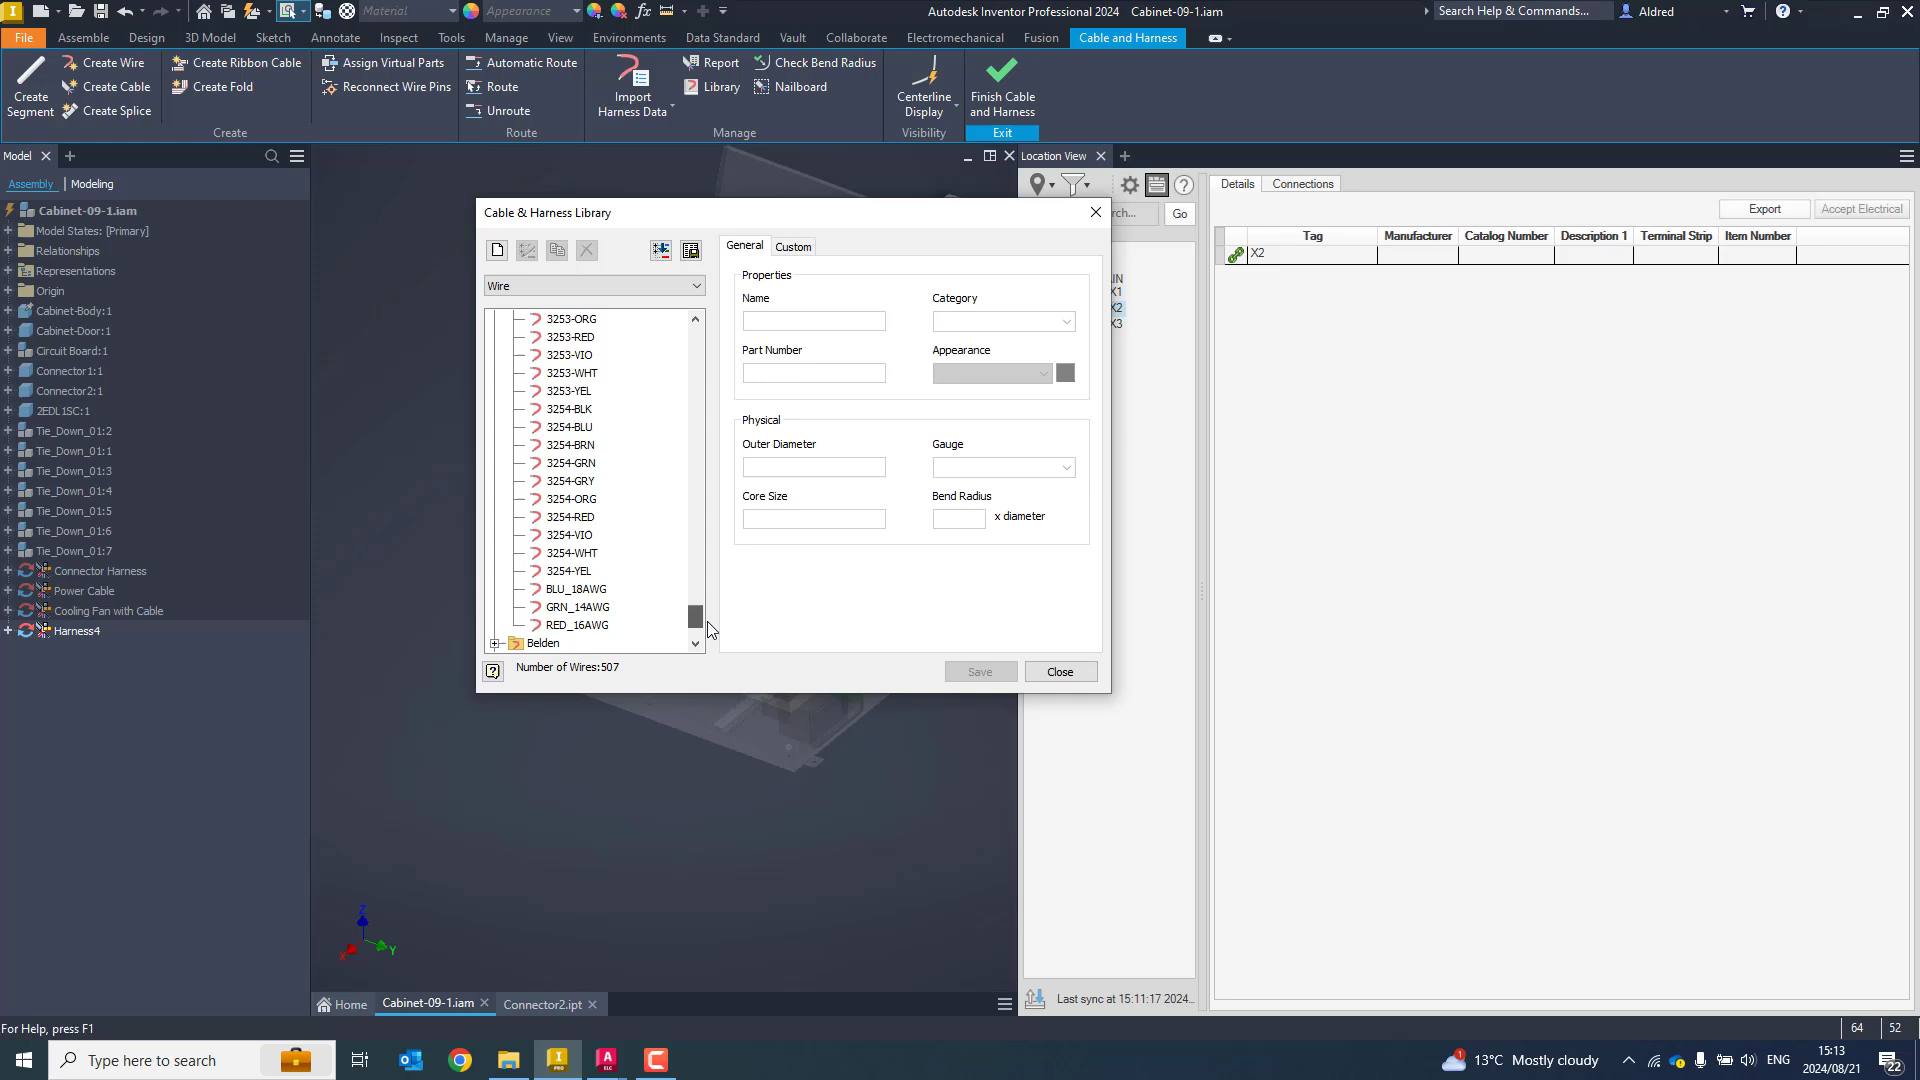 Material
Appearance
Autodesk Inventor Professional 2024 Cabinet-09-1.iam
Search Help & Commands...
Aldred
File
Assemble
Design
3D Model
Sketch
Annotate
Inspect
Tools
Manage
View
Environments
Data Standard
Vault
Collaborate
Electromechanical
Fusion
Cable and Harness
Create Segment
Create Wire
Create Cable
Create Splice
Create Ribbon Cable
Create Fold
Assign Virtual Parts
Reconnect Wire Pins
Automatic Route
Route
Unroute
Import Harness Data
Report
Library
Check Bend Radius
Nailboard
Centerline Display
Finish Cable and Harness
Create
Route
Manage
Visibility
Exit
Model
Assembly
Modeling
Cabinet-09-1.iam
Model States: [Primary]
Relationships
Representations
Origin
Cabinet-Body:1
Cabinet-Door:1
Circuit Board:1
Connector1:1
Connector2:1
2EDL1SC:1
Tie_Down_01:2
Tie_Down_01:1
Tie_Down_01:3
Tie_Down_01:4
Tie_Down_01:5
Tie_Down_01:6
Tie_Down_01:7
Connector Harness
Power Cable
Cooling Fan with Cable
Harness4
Cable & Harness Library
Wire
3253-ORG
3253-RED
3253-VIO
3253-WHT
3253-YEL
3254-BLK
3254-BLU
3254-BRN
3254-GRN
3254-GRY
3254-ORG
3254-RED
3254-VIO
3254-WHT
3254-YEL
BLU_18AWG
GRN_14AWG
RED_16AWG
Belden
Number of Wires:507
General
Custom
Properties
Name
Category
Part Number
Appearance
Physical
Outer Diameter
Gauge
Core Size
Bend Radius
x diameter
Save
Close
Location View
rch...
Go
IN
X1
X2
X3
Last sync at 15:11:17 2024...
Details
Connections
Export
Accept Electrical
Tag
Manufacturer
Catalog Number
Description 1
Terminal Strip
Item Number
X2
Z
X
Y
Home
Cabinet-09-1.iam
Connector2.ipt
For Help, press F1
64
52
Type here to search
13°C Mostly cloudy
ENG
15:13
2024/08/21
22